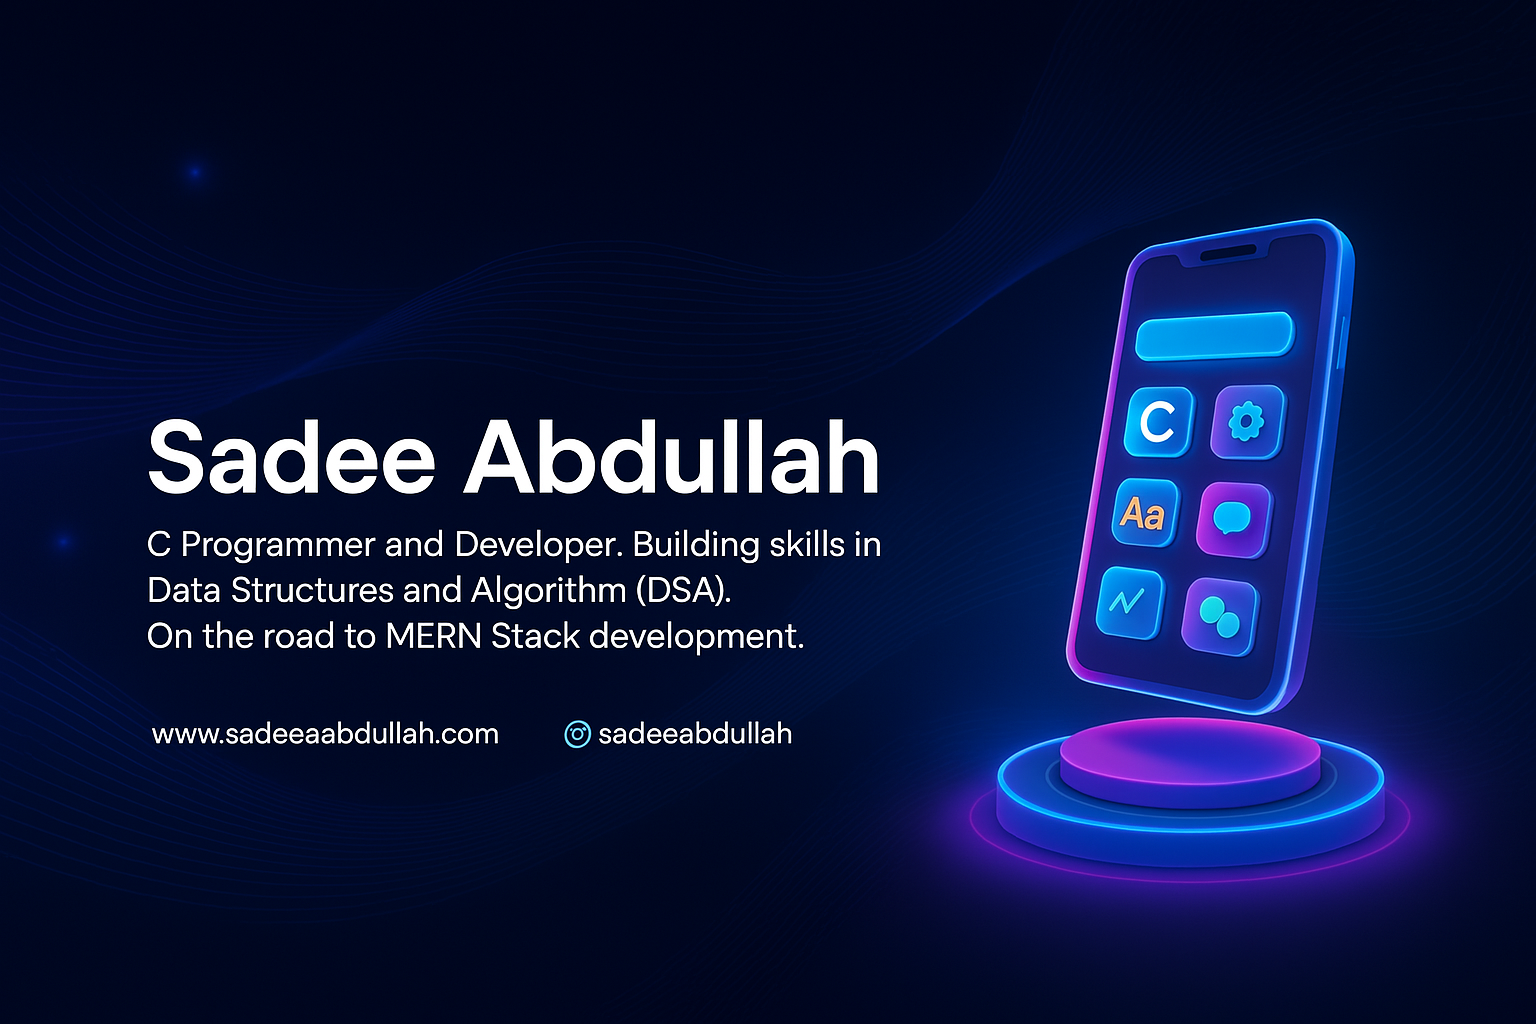 Sadee Abdullah
C Programmer and Developer. Building skills in
Data Structures and Algorithm (DSA).
On the road to MERN Stack development.
www.sadeeaabdullah.com
sadeeabdullah
C
Aa